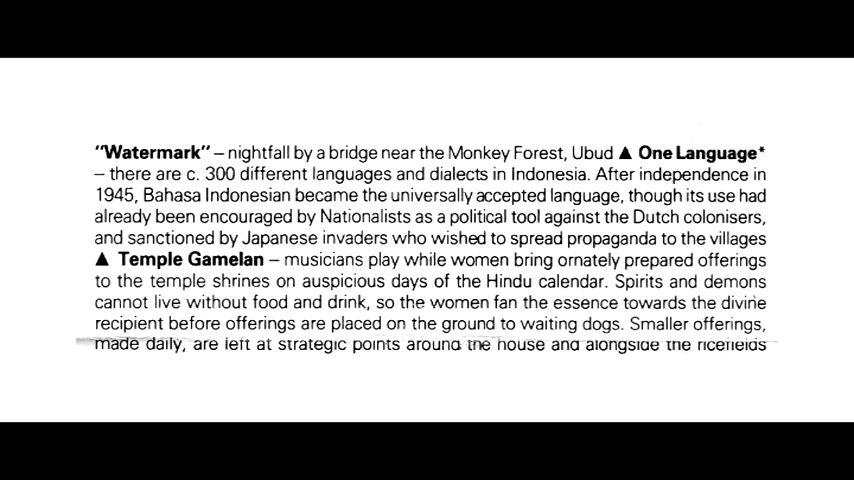 "Watermark" – nightfall by a bridge near the Monkey Forest, Ubud ▲ One Language*
– there are c. 300 different languages and dialects in Indonesia. After independence in
1945, Bahasa Indonesian became the universally accepted language, though its use had
already been encouraged by Nationalists as a political tool against the Dutch colonisers,
and sanctioned by Japanese invaders who wished to spread propaganda to the villages
▲ Temple Gamelan – musicians play while women bring ornately prepared offerings
to the temple shrines on auspicious days of the Hindu calendar. Spirits and demons
cannot live without food and drink, so the women fan the essence towards the divine
recipient before offerings are placed on the ground to waiting dogs. Smaller offerings,
made daily, are left at strategic points around the house and alongside the ricefields